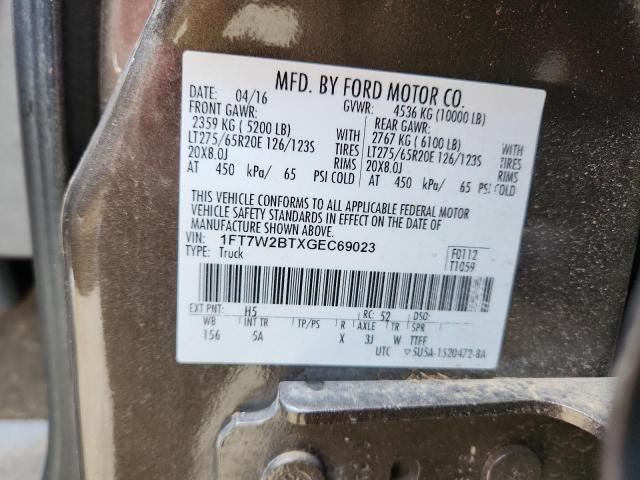 MFD. BY FORD MOTOR CO.
DATE: 04/16 GVWR: 4536 KG (10000 LB)
FRONT GAWR: REAR GAWR:
2359 KG ( 5200 LB) WITH 2767 KG ( 6100 LB) WITH
LT275/65R20E 126/123S TIRES LT275/65R20E 126/123S TIRES
20X8.0J RIMS 20X8.0J RIMS
AT 450 kPa/ 65 PSI COLD AT 450 kPa/ 65 PSI COLD
THIS VEHICLE CONFORMS TO ALL APPLICABLE FEDERAL MOTOR
VEHICLE SAFETY STANDARDS IN EFFECT ON THE DATE OF
MANUFACTURE SHOWN ABOVE.
VIN: 1FT7W2BTXGEC69023
TYPE: Truck
F0112
T1059
EXT PNT: H5 RC: 52 DSO:
WB INT TR TP/PS R AXLE TR SPR
156 5A X 3J W TTFF
UTC 5U5A-1520472-BA